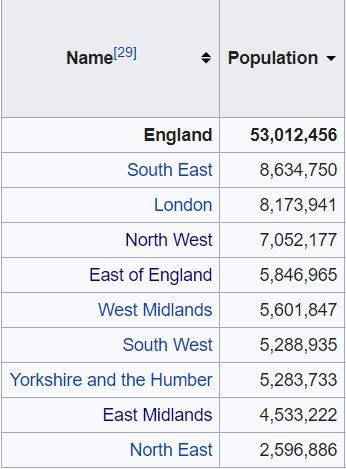 Name[29] Population
England 53,012,456
South East 8,634,750
London 8,173,941
North West 7,052,177
East of England 5,846,965
West Midlands 5,601,847
South West 5,288,935
Yorkshire and the Humber 5,283,733
East Midlands 4,533,222
North East 2,596,886